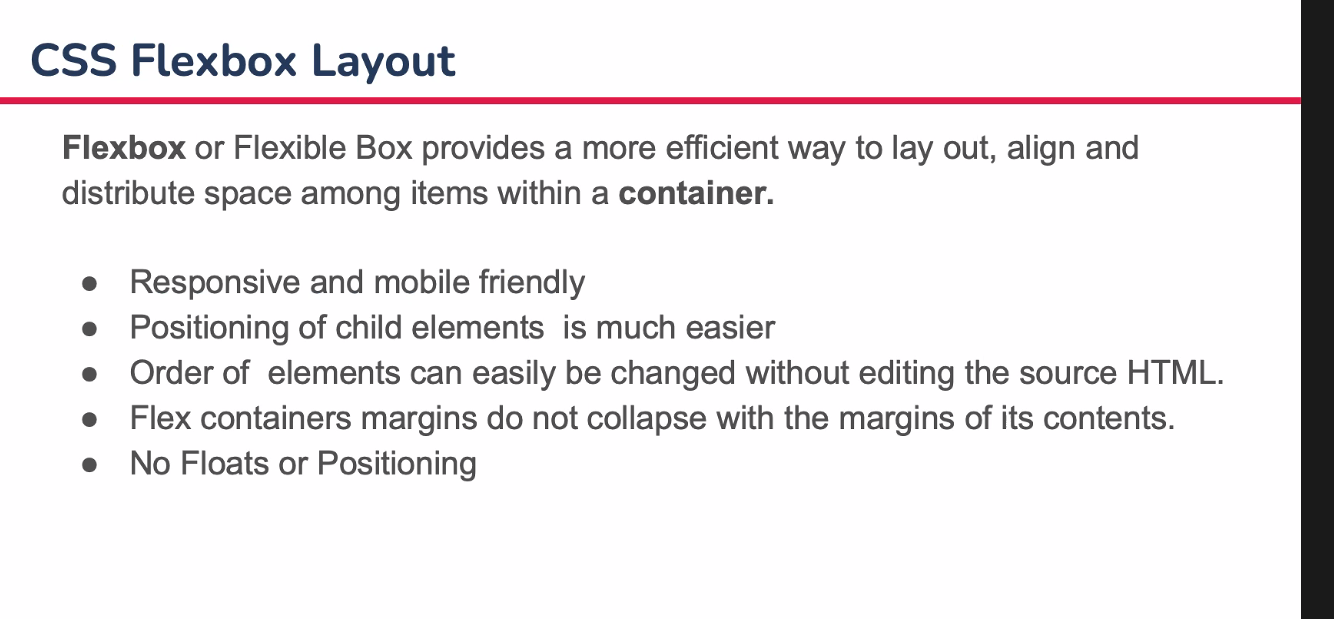 CSS Flexbox Layout
Flexbox or Flexible Box provides a more efficient way to lay out, align and
distribute space among items within a container.
● Responsive and mobile friendly
● Positioning of child elements  is much easier
● Order of  elements can easily be changed without editing the source HTML.
● Flex containers margins do not collapse with the margins of its contents.
● No Floats or Positioning